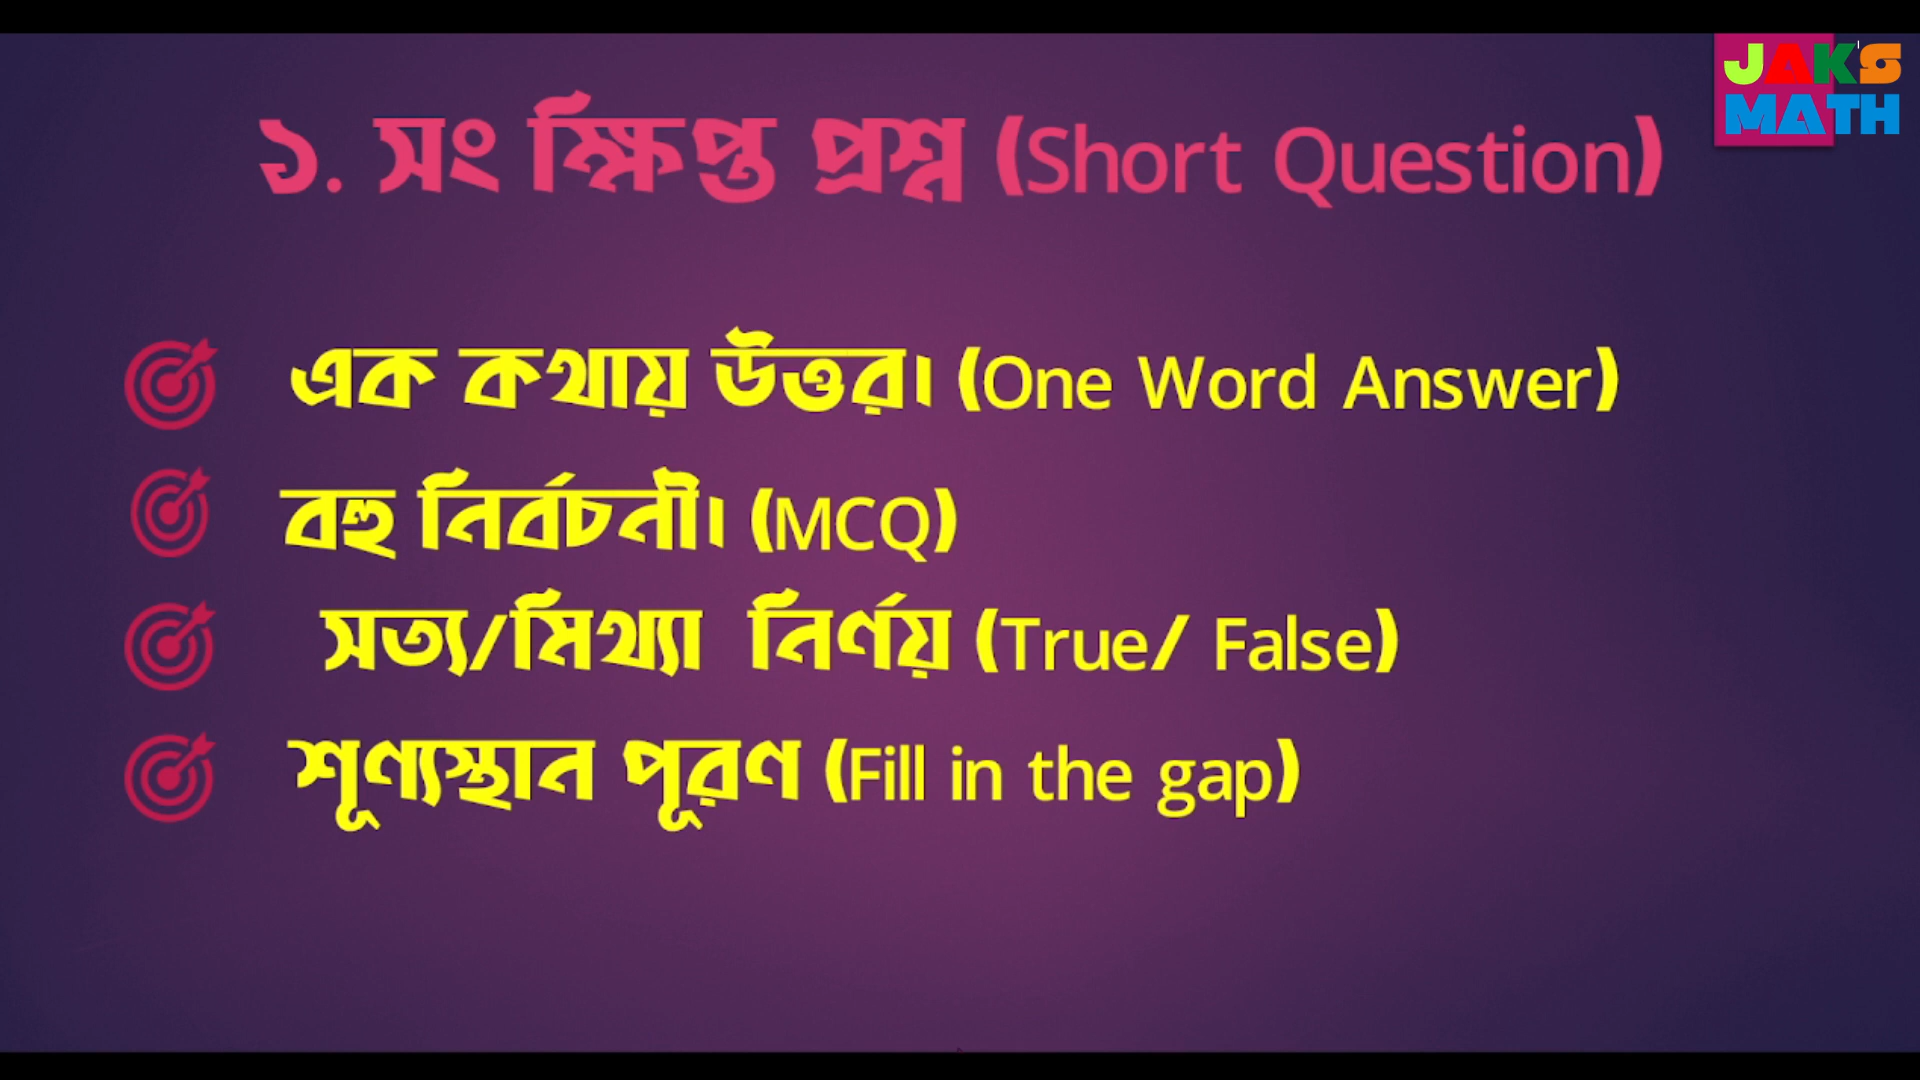 JAK'S
MATH
১. সংক্ষিপ্ত প্রশ্ন (Short Question)
এক কথায় উত্তর। (One Word Answer)
বহু নির্বচনী। (MCQ)
সত্য/মিথ্যা নির্ণয় (True/ False)
শূণ্যস্থান পূরণ (Fill in the gap)